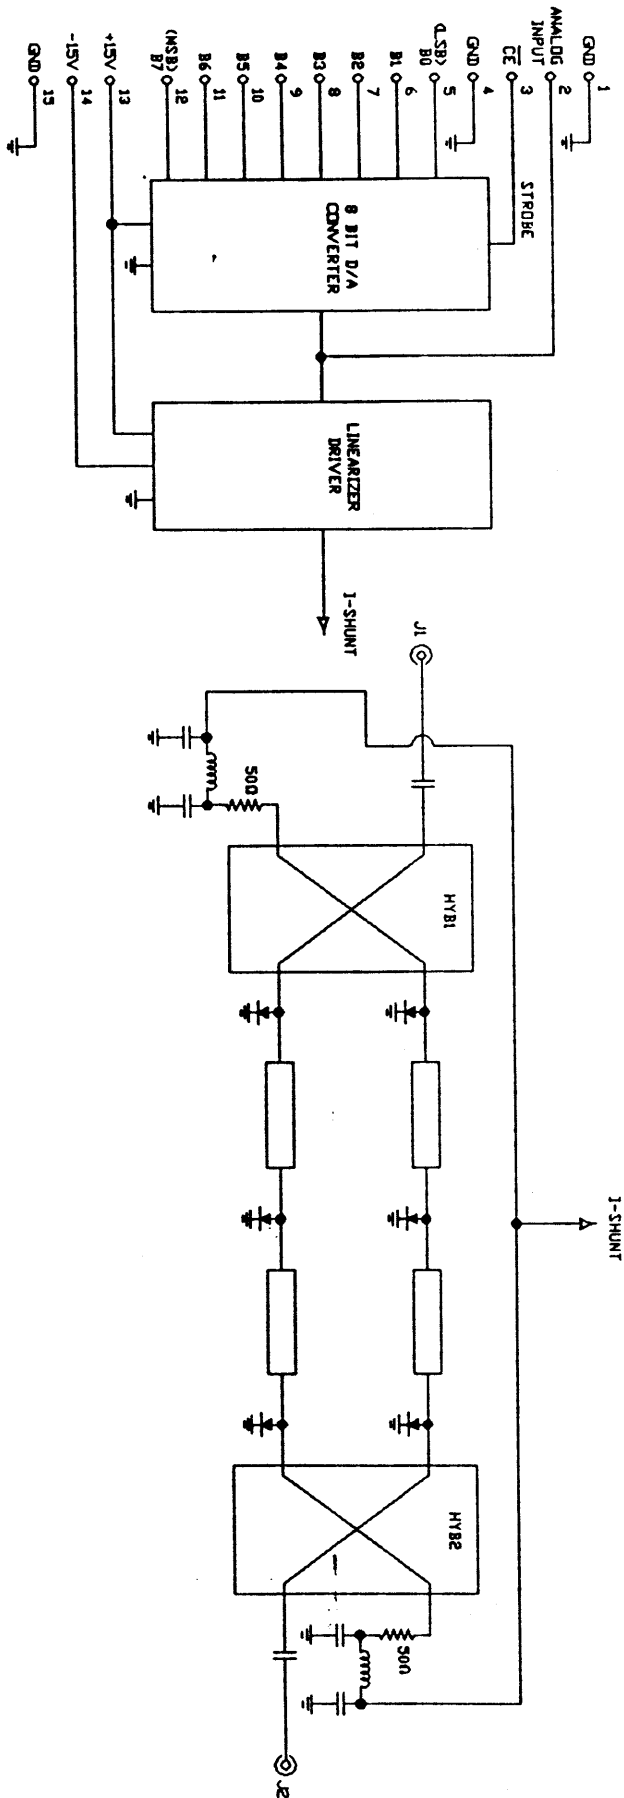 GND 1
ANALOG
INPUT 2
CE 3
GND 4
(LSB)
B0 5
B1 6
B2 7
B3 8
B4 9
B5 10
B6 11
(MSB)
B7 12
+15V 13
-15V 14
GND 15
STROBE
8 BIT D/A
CONVERTER
LINEARIZER
DRIVER
I-SHUNT
J1
50Ω
HYB1
I-SHUNT
HYB2
50Ω
J2